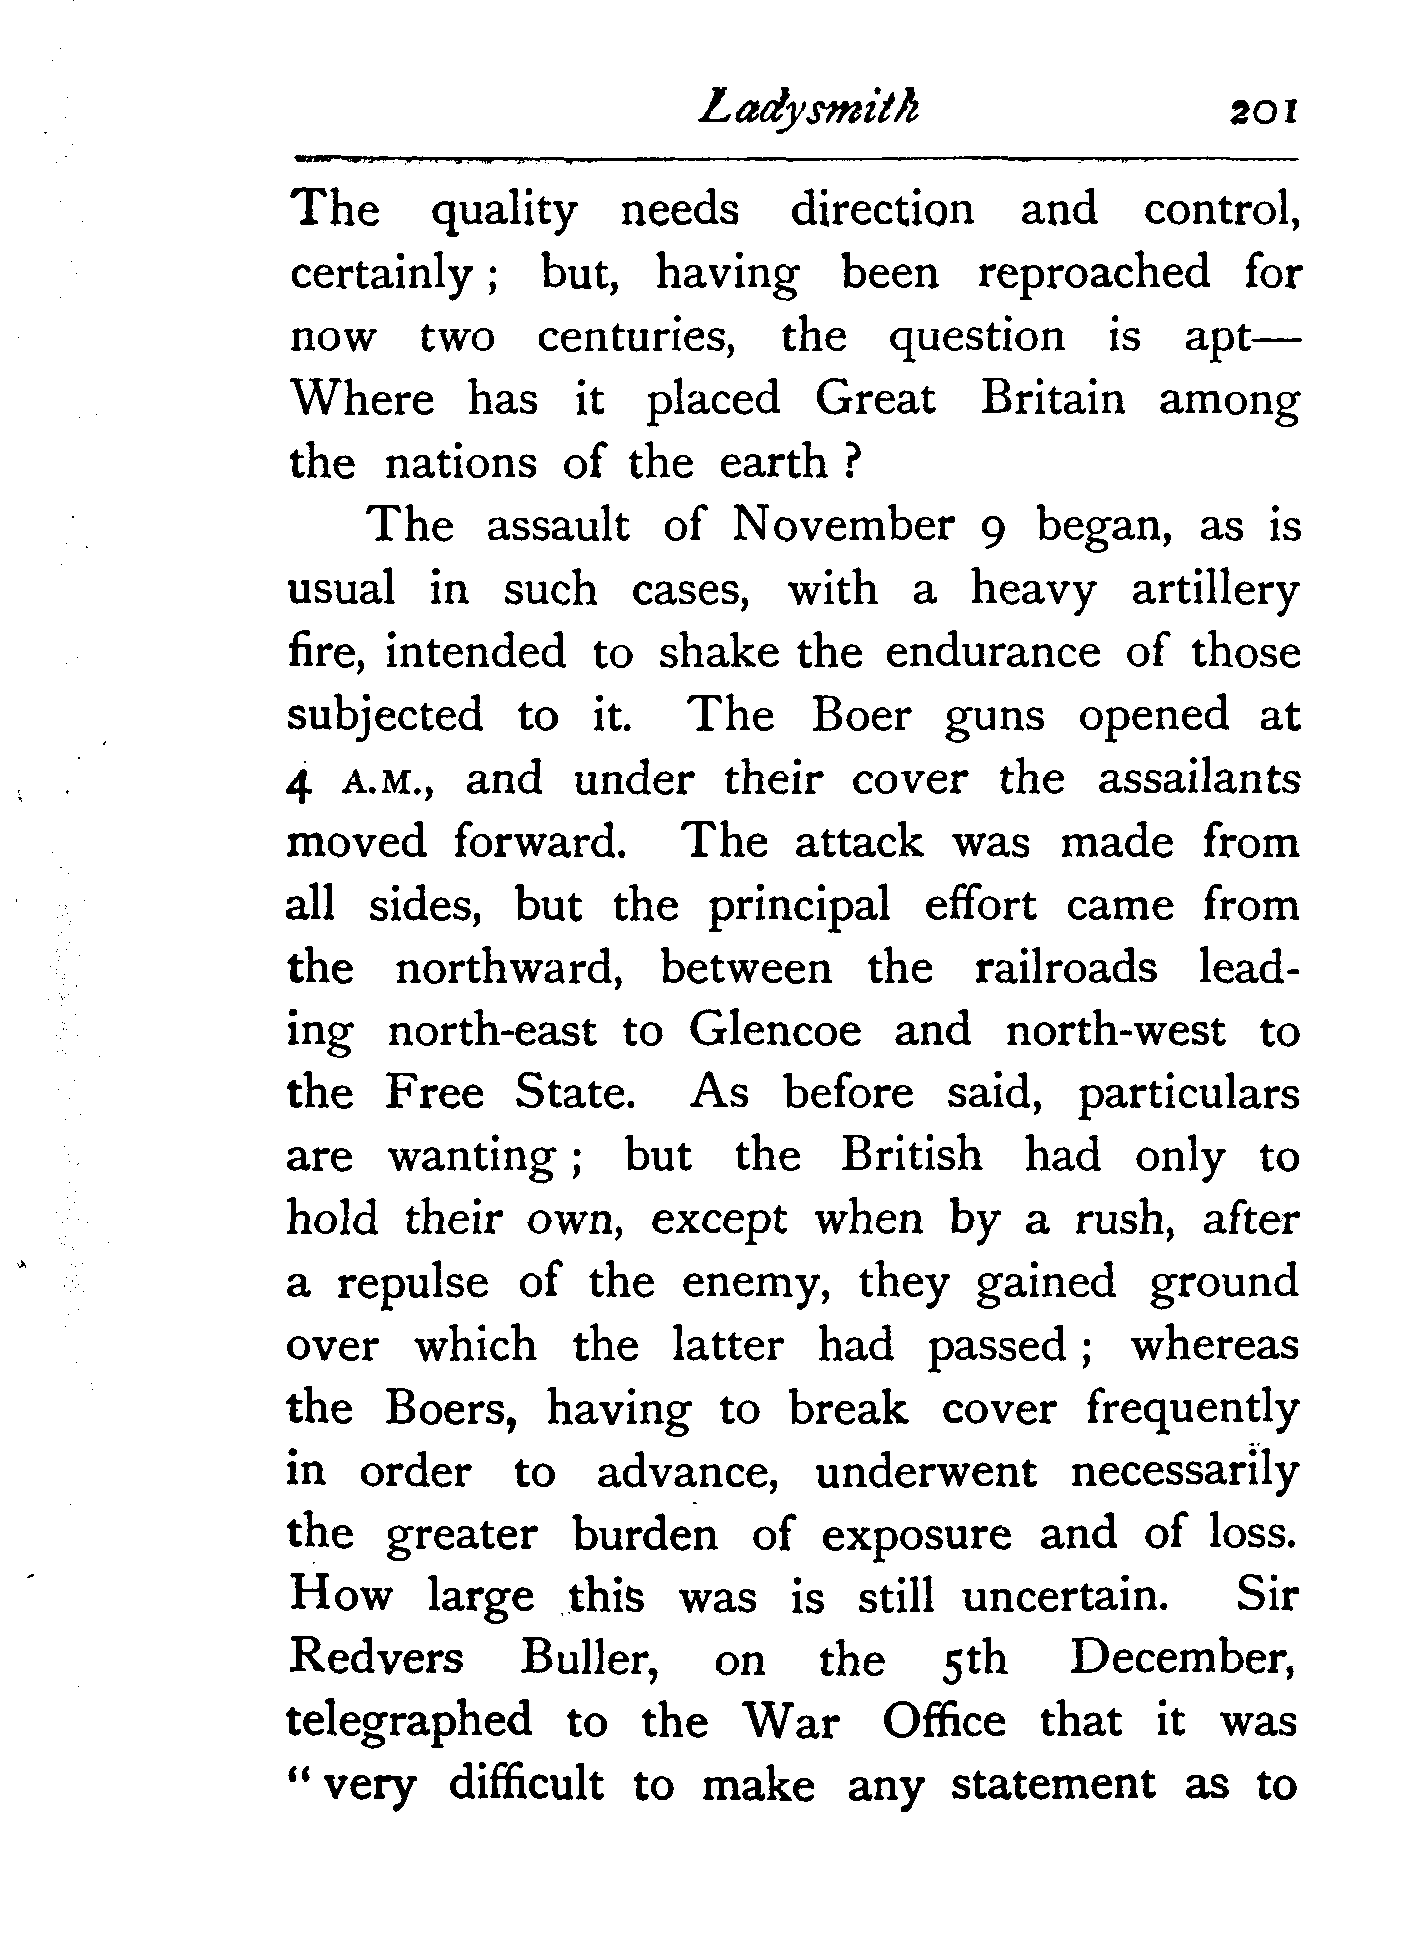 Ladysmith 201
The quality needs direction and control,
certainly ; but, having been reproached for
now two centuries, the question is apt—
Where has it placed Great Britain among
the nations of the earth ?
The assault of November 9 began, as is
usual in such cases, with a heavy artillery
fire, intended to shake the endurance of those
subjected to it. The Boer guns opened at
4 A.M., and under their cover the assailants
moved forward. The attack was made from
all sides, but the principal effort came from
the northward, between the railroads lead-
ing north-east to Glencoe and north-west to
the Free State. As before said, particulars
are wanting ; but the British had only to
hold their own, except when by a rush, after
a repulse of the enemy, they gained ground
over which the latter had passed ; whereas
the Boers, having to break cover frequently
in order to advance, underwent necessarily
the greater burden of exposure and of loss.
How large this was is still uncertain. Sir
Redvers Buller, on the 5th December,
telegraphed to the War Office that it was
“ very difficult to make any statement as to